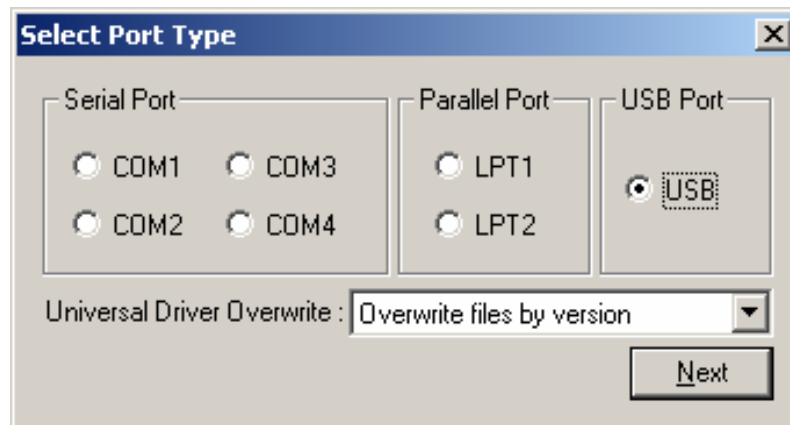 Select Port Type
Serial Port
Parallel Port
USB Port
COM1
COM3
LPT1
USB
COM2
COM4
LPT2
Universal Driver Overwrite : Overwrite files by version
Next